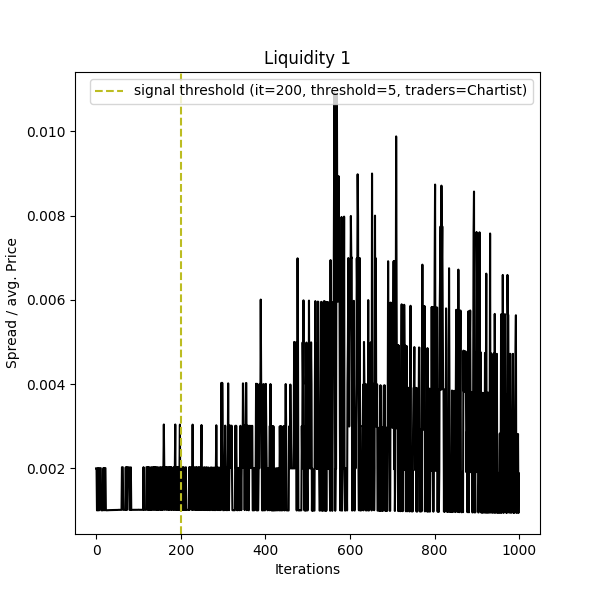 Liquidity 1
signal threshold (it=200, threshold=5, traders=Chartist)
0.010
0.008
0.006
0.004
0.002
Spread / avg. Price
0 200 400 600 800 1000
Iterations